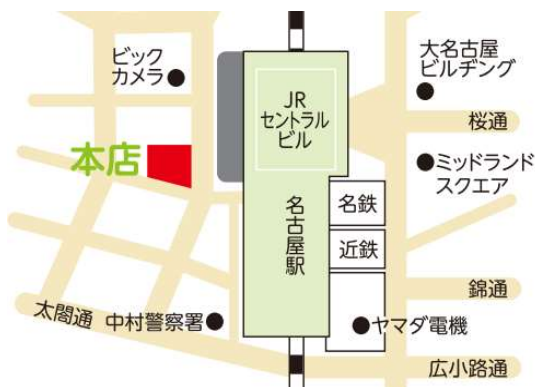 ビック
カメラ
大名古屋
ビルヂング
JR
セントラル
ビル
桜通
本店
ミッドランド
スクエア
名鉄
名古屋駅
近鉄
錦通
太閤通
中村警察署
ヤマダ電機
広小路通